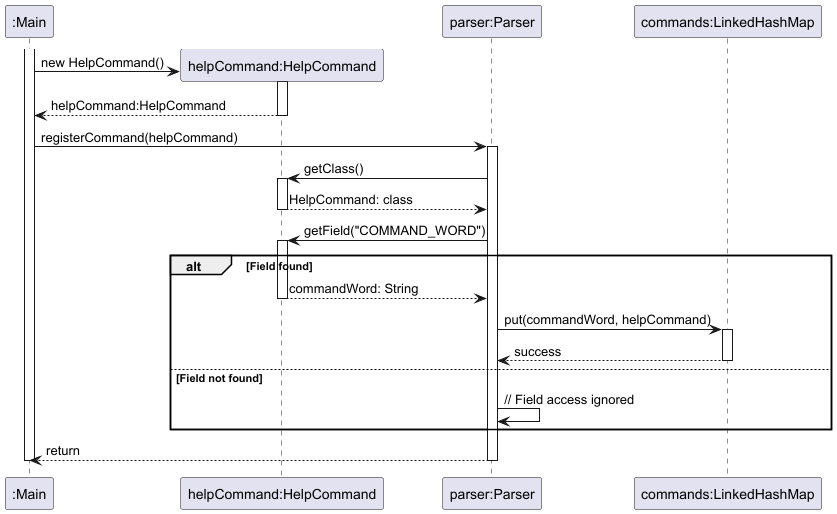 :Main
parser:Parser
commands:LinkedHashMap
new HelpCommand()
helpCommand:HelpCommand
helpCommand:HelpCommand
registerCommand(helpCommand)
getClass()
HelpCommand: class
getField("COMMAND_WORD")
alt
[Field found]
commandWord: String
put(commandWord, helpCommand)
success
[Field not found]
// Field access ignored
return
:Main
helpCommand:HelpCommand
parser:Parser
commands:LinkedHashMap